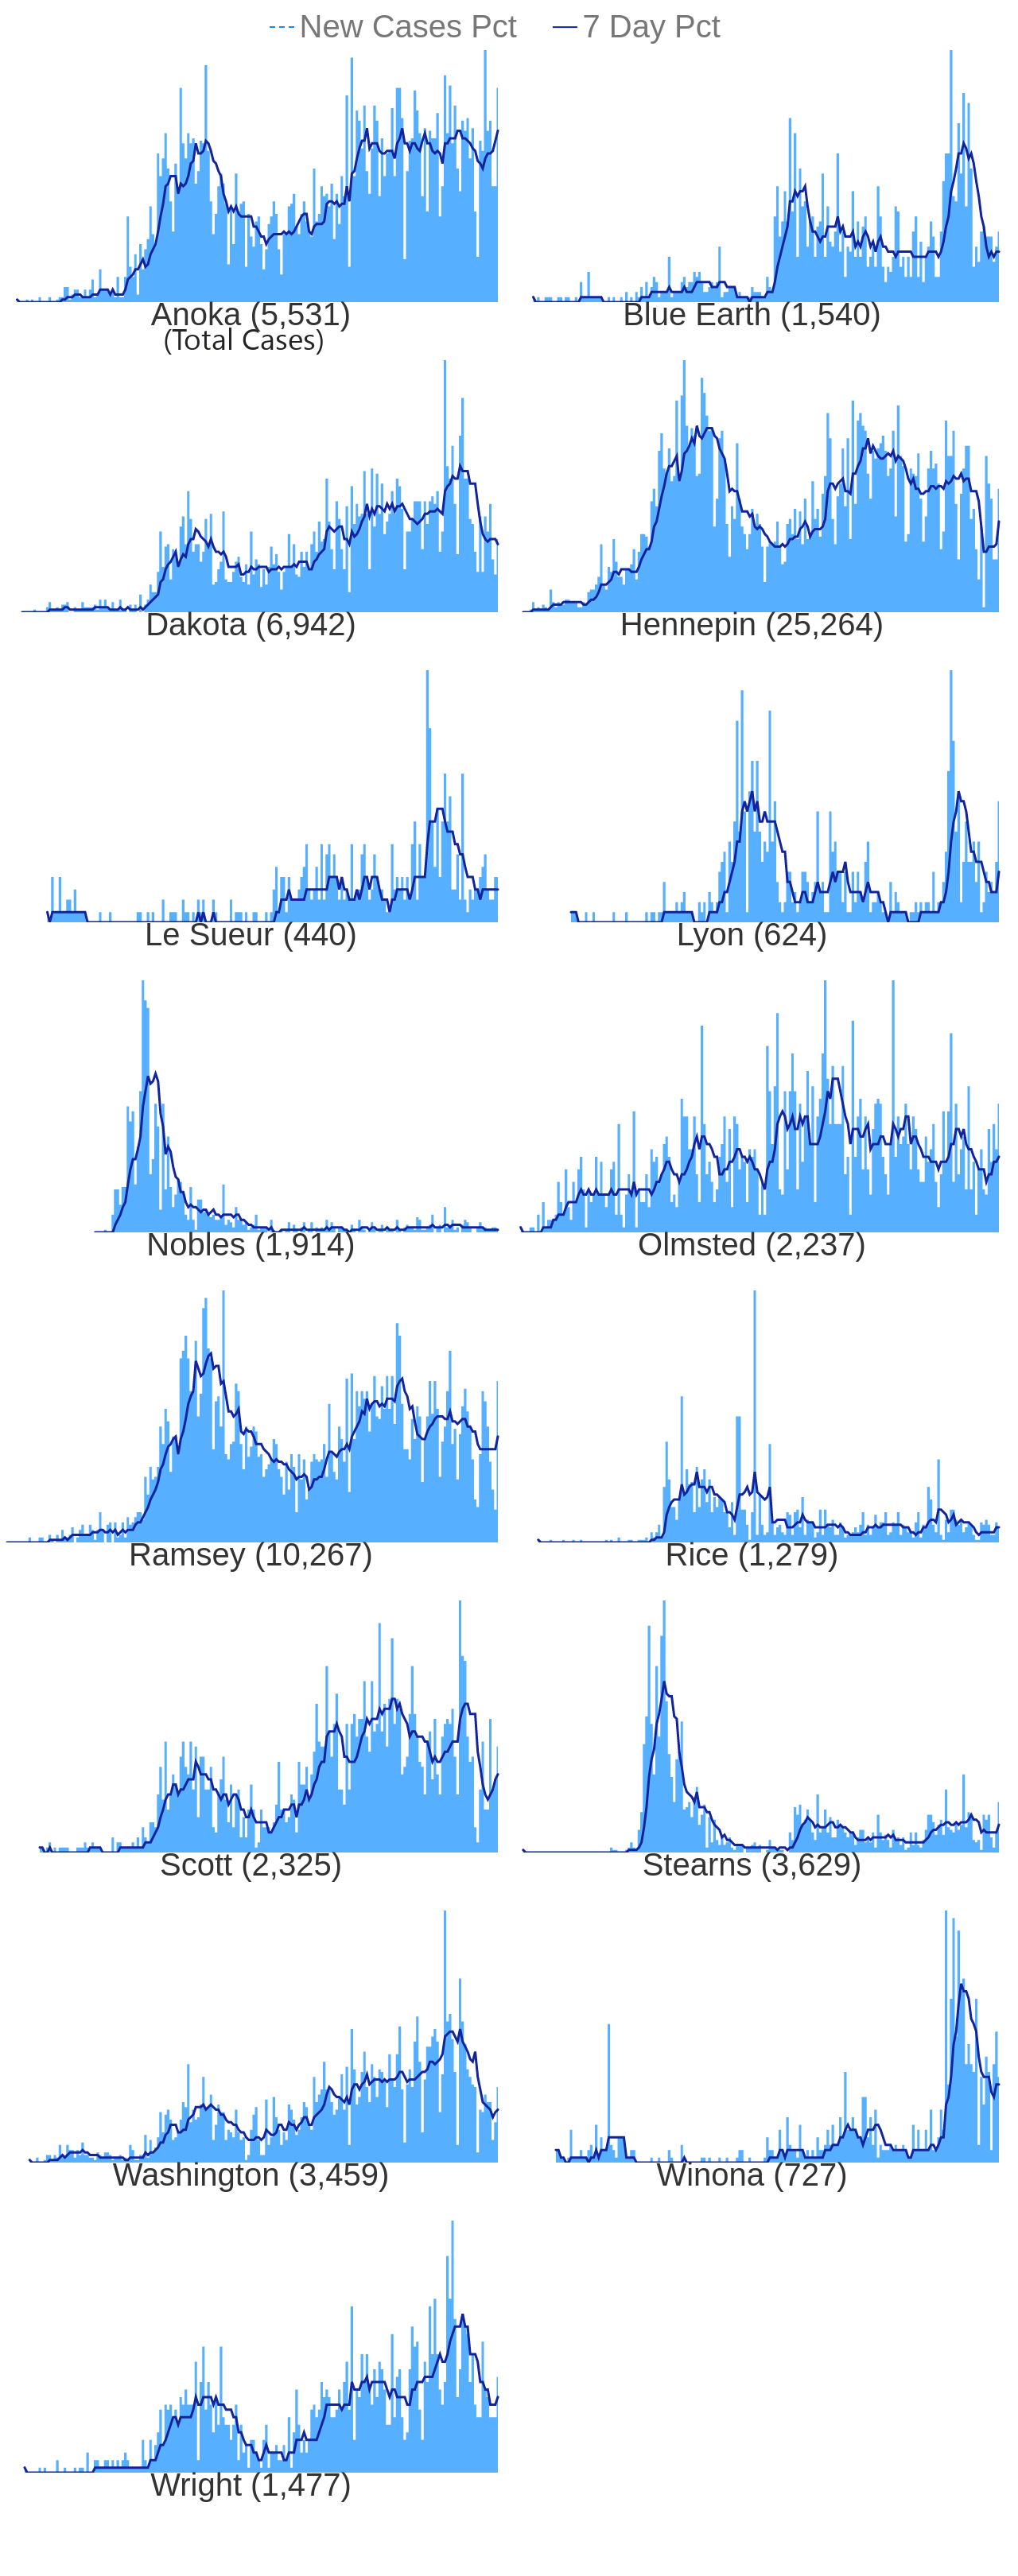 New Cases Pct 7 Day Pct
Anoka (5,531) Blue Earth (1,540)
(Total Cases)
Dakota (6,942) Hennepin (25,264)
Le Sueur (440) Lyon (624)
Nobles (1,914) Olmsted (2,237)
Ramsey (10,267) Rice (1,279)
Scott (2,325) Stearns (3,629)
Washington (3,459) Winona (727)
Wright (1,477)